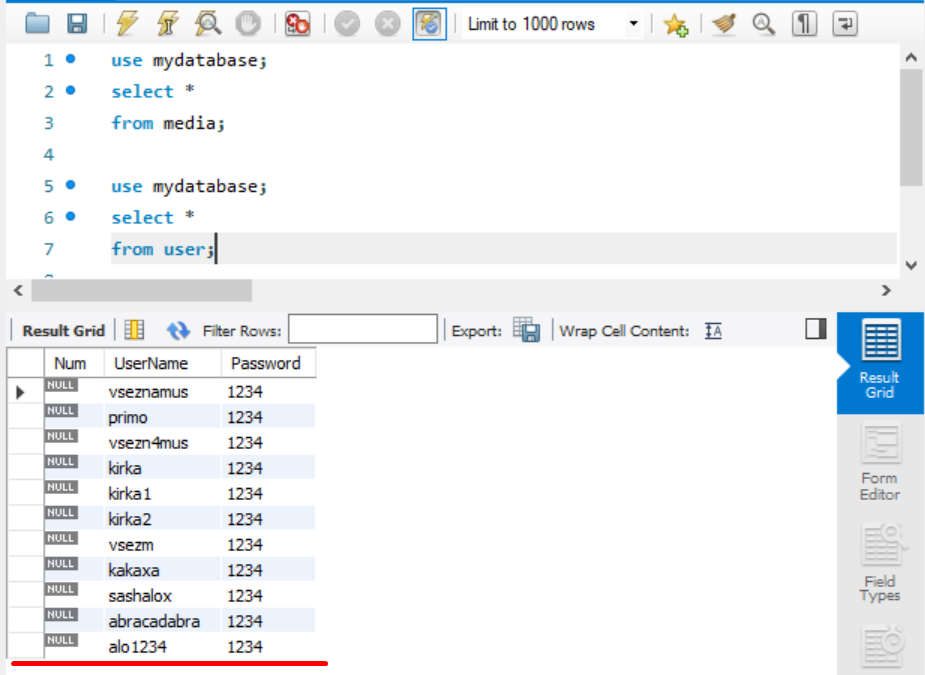 Limit to 1000 rows
1 use mydatabase;
2 select *
3 from media;
4
5 use mydatabase;
6 select *
7 from user;
Result Grid Filter Rows: Export: Wrap Cell Content:
Num UserName Password
NULL vseznamus 1234
NULL primo 1234
NULL vsezn4mus 1234
NULL kirka 1234
NULL kirka1 1234
NULL kirka2 1234
NULL vsezm 1234
NULL kakaxa 1234
NULL sashalox 1234
NULL abracadabra 1234
NULL alo1234 1234
Result
Grid
Form
Editor
Field
Types